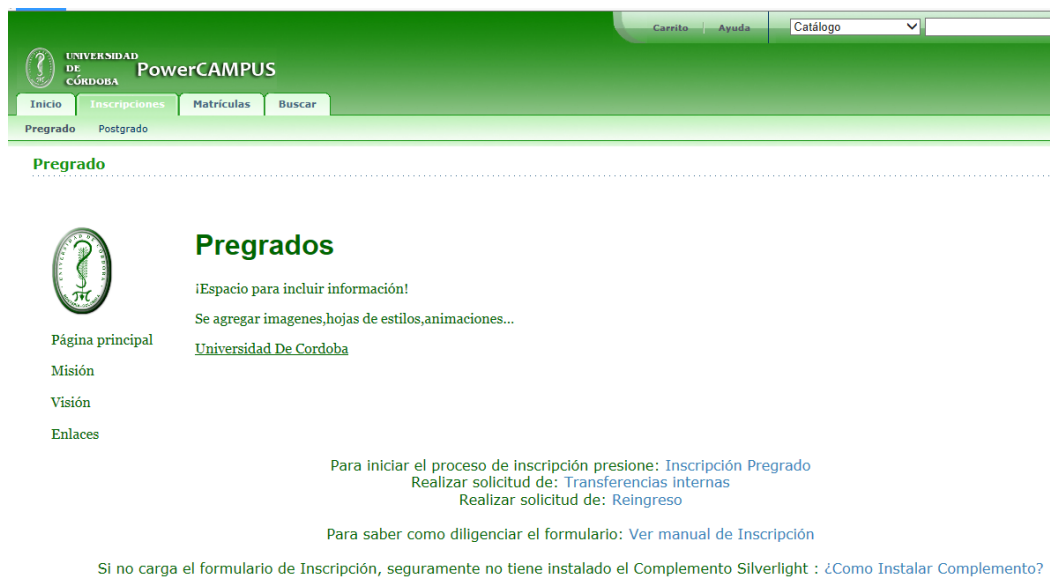 Carrito | Ayuda Catálogo
UNIVERSIDAD
DE
CÓRDOBA
PowerCAMPUS
Inicio Inscripciones Matrículas Buscar
Pregrado Postgrado
Pregrado
Pregrados
¡Espacio para incluir información!
Se agregar imagenes,hojas de estilos,animaciones...
Página principal
Universidad De Cordoba
Misión
Visión
Enlaces
Para iniciar el proceso de inscripción presione: Inscripción Pregrado
Realizar solicitud de: Transferencias internas
Realizar solicitud de: Reingreso
Para saber como diligenciar el formulario: Ver manual de Inscripción
Si no carga el formulario de Inscripción, seguramente no tiene instalado el Complemento Silverlight : ¿Como Instalar Complemento?